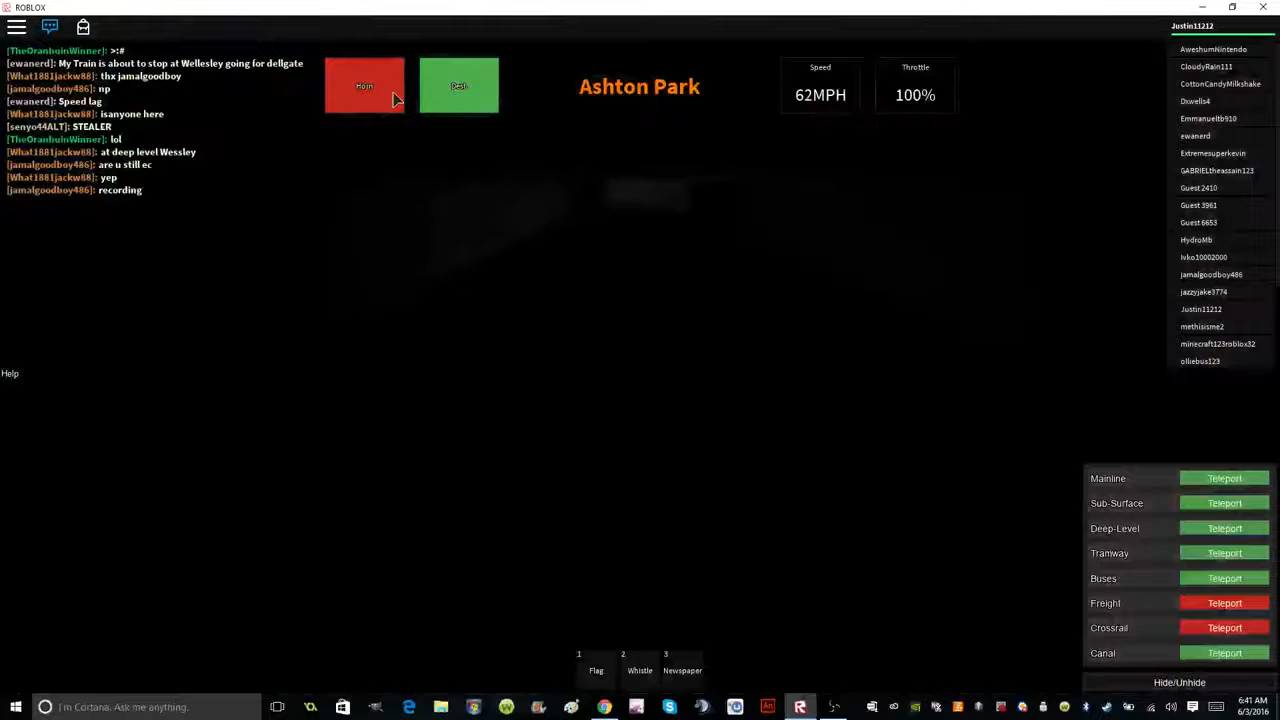 ROBLOX
Justin11212
[TheOranhuinWinner]: >:#
[ewanerd]: My Train is about to stop at Wellesley going for dellgate
[What1881jackw88]: thx jamalgoodboy
[jamalgoodboy486]: np
[ewanerd]: Speed lag
[What1881jackw88]: isanyone here
[senyo44ALT]: STEALER
[TheOranhuinWinner]: lol
[What1881jackw88]: at deep level Wessley
[jamalgoodboy486]: are u still ec
[What1881jackw88]: yep
[jamalgoodboy486]: recording
Horn
Dest.
Ashton Park
Speed
62MPH
Throttle
100%
AweshumNintendo
CloudyRain111
CottonCandyMilkshake
Dxwells4
Emmanueltb910
ewanerd
Extremesuperkevin
GABRIELtheassain123
Guest 2410
Guest 3961
Guest 6653
HydroMb
Ivko10002000
jamalgoodboy486
jazzyjake3774
Justin11212
methisisme2
minecraft123roblox32
olliebus123
Help
Mainline Teleport
Sub-Surface Teleport
Deep-Level Teleport
Tramway Teleport
Buses Teleport
Freight Teleport
Crossrail Teleport
Canal Teleport
Hide/Unhide
1 Flag
2 Whistle
3 Newspaper
I'm Cortana. Ask me anything.
An
6:41 AM
6/3/2016